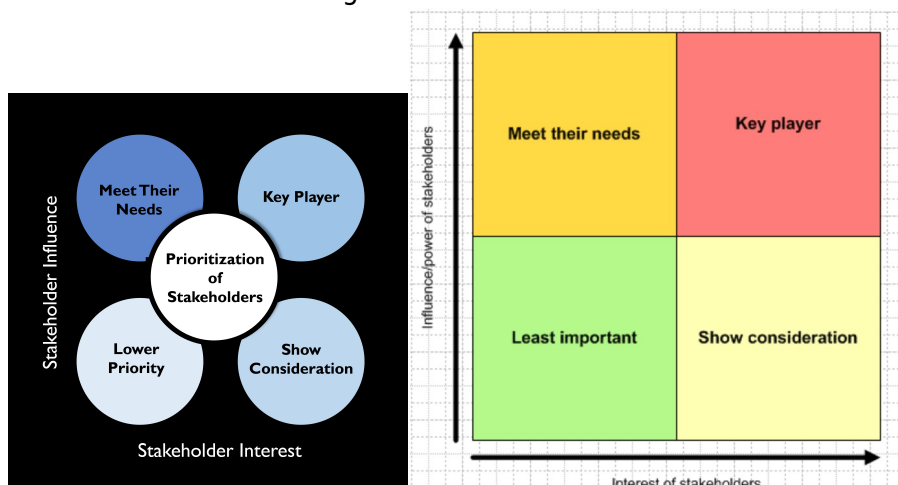 Meet Their
Needs
Key Player
Prioritization
of
Stakeholders
Lower
Priority
Show
Consideration
Stakeholder Influence
Stakeholder Interest
Meet their needs
Key player
Least important
Show consideration
Influence/power of stakeholders
Interest of stakeholders